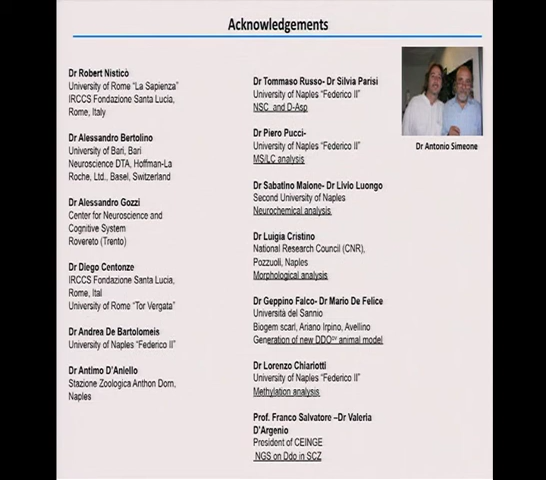 Acknowledgements
Dr Robert Nisticò
University of Rome “La Sapienza”
IRCCS Fondazione Santa Lucia,
Rome, Italy
Dr Alessandro Bertolino
University of Bari, Bari
Neuroscience DTA, Hoffman-La
Roche, Ltd., Basel, Switzerland
Dr Alessandro Gozzi
Center for Neuroscience and
Cognitive System
Rovereto (Trento)
Dr Diego Centonze
IRCCS Fondazione Santa Lucia,
Rome, Ital
University of Rome “Tor Vergata”
Dr Andrea De Bartolomeis
University of Naples “Federico II”
Dr Antimo D’Aniello
Stazione Zoologica Anthon Dorn,
Naples
Dr Tommaso Russo- Dr Silvia Parisi
University of Naples “Federico II”
NSC and D-Asp
Dr Piero Pucci-
University of Naples “Federico II”
MS/LC analysis
Dr Sabatino Maione- Dr Livio Luongo
Second University of Naples
Neurochemical analysis
Dr Luigia Cristino
National Research Council (CNR),
Pozzuoli, Naples
Morphological analysis
Dr Geppino Falco- Dr Mario De Felice
Università del Sannio
Biogem scarl, Ariano Irpino, Avellino
Generation of new DDO animal model
Dr Lorenzo Chiariotti
University of Naples “Federico II”
Methylation analysis
Prof. Franco Salvatore –Dr Valeria
D’Argenio
President of CEINGE
NGS on Ddo in SCZ
Dr Antonio Simeone